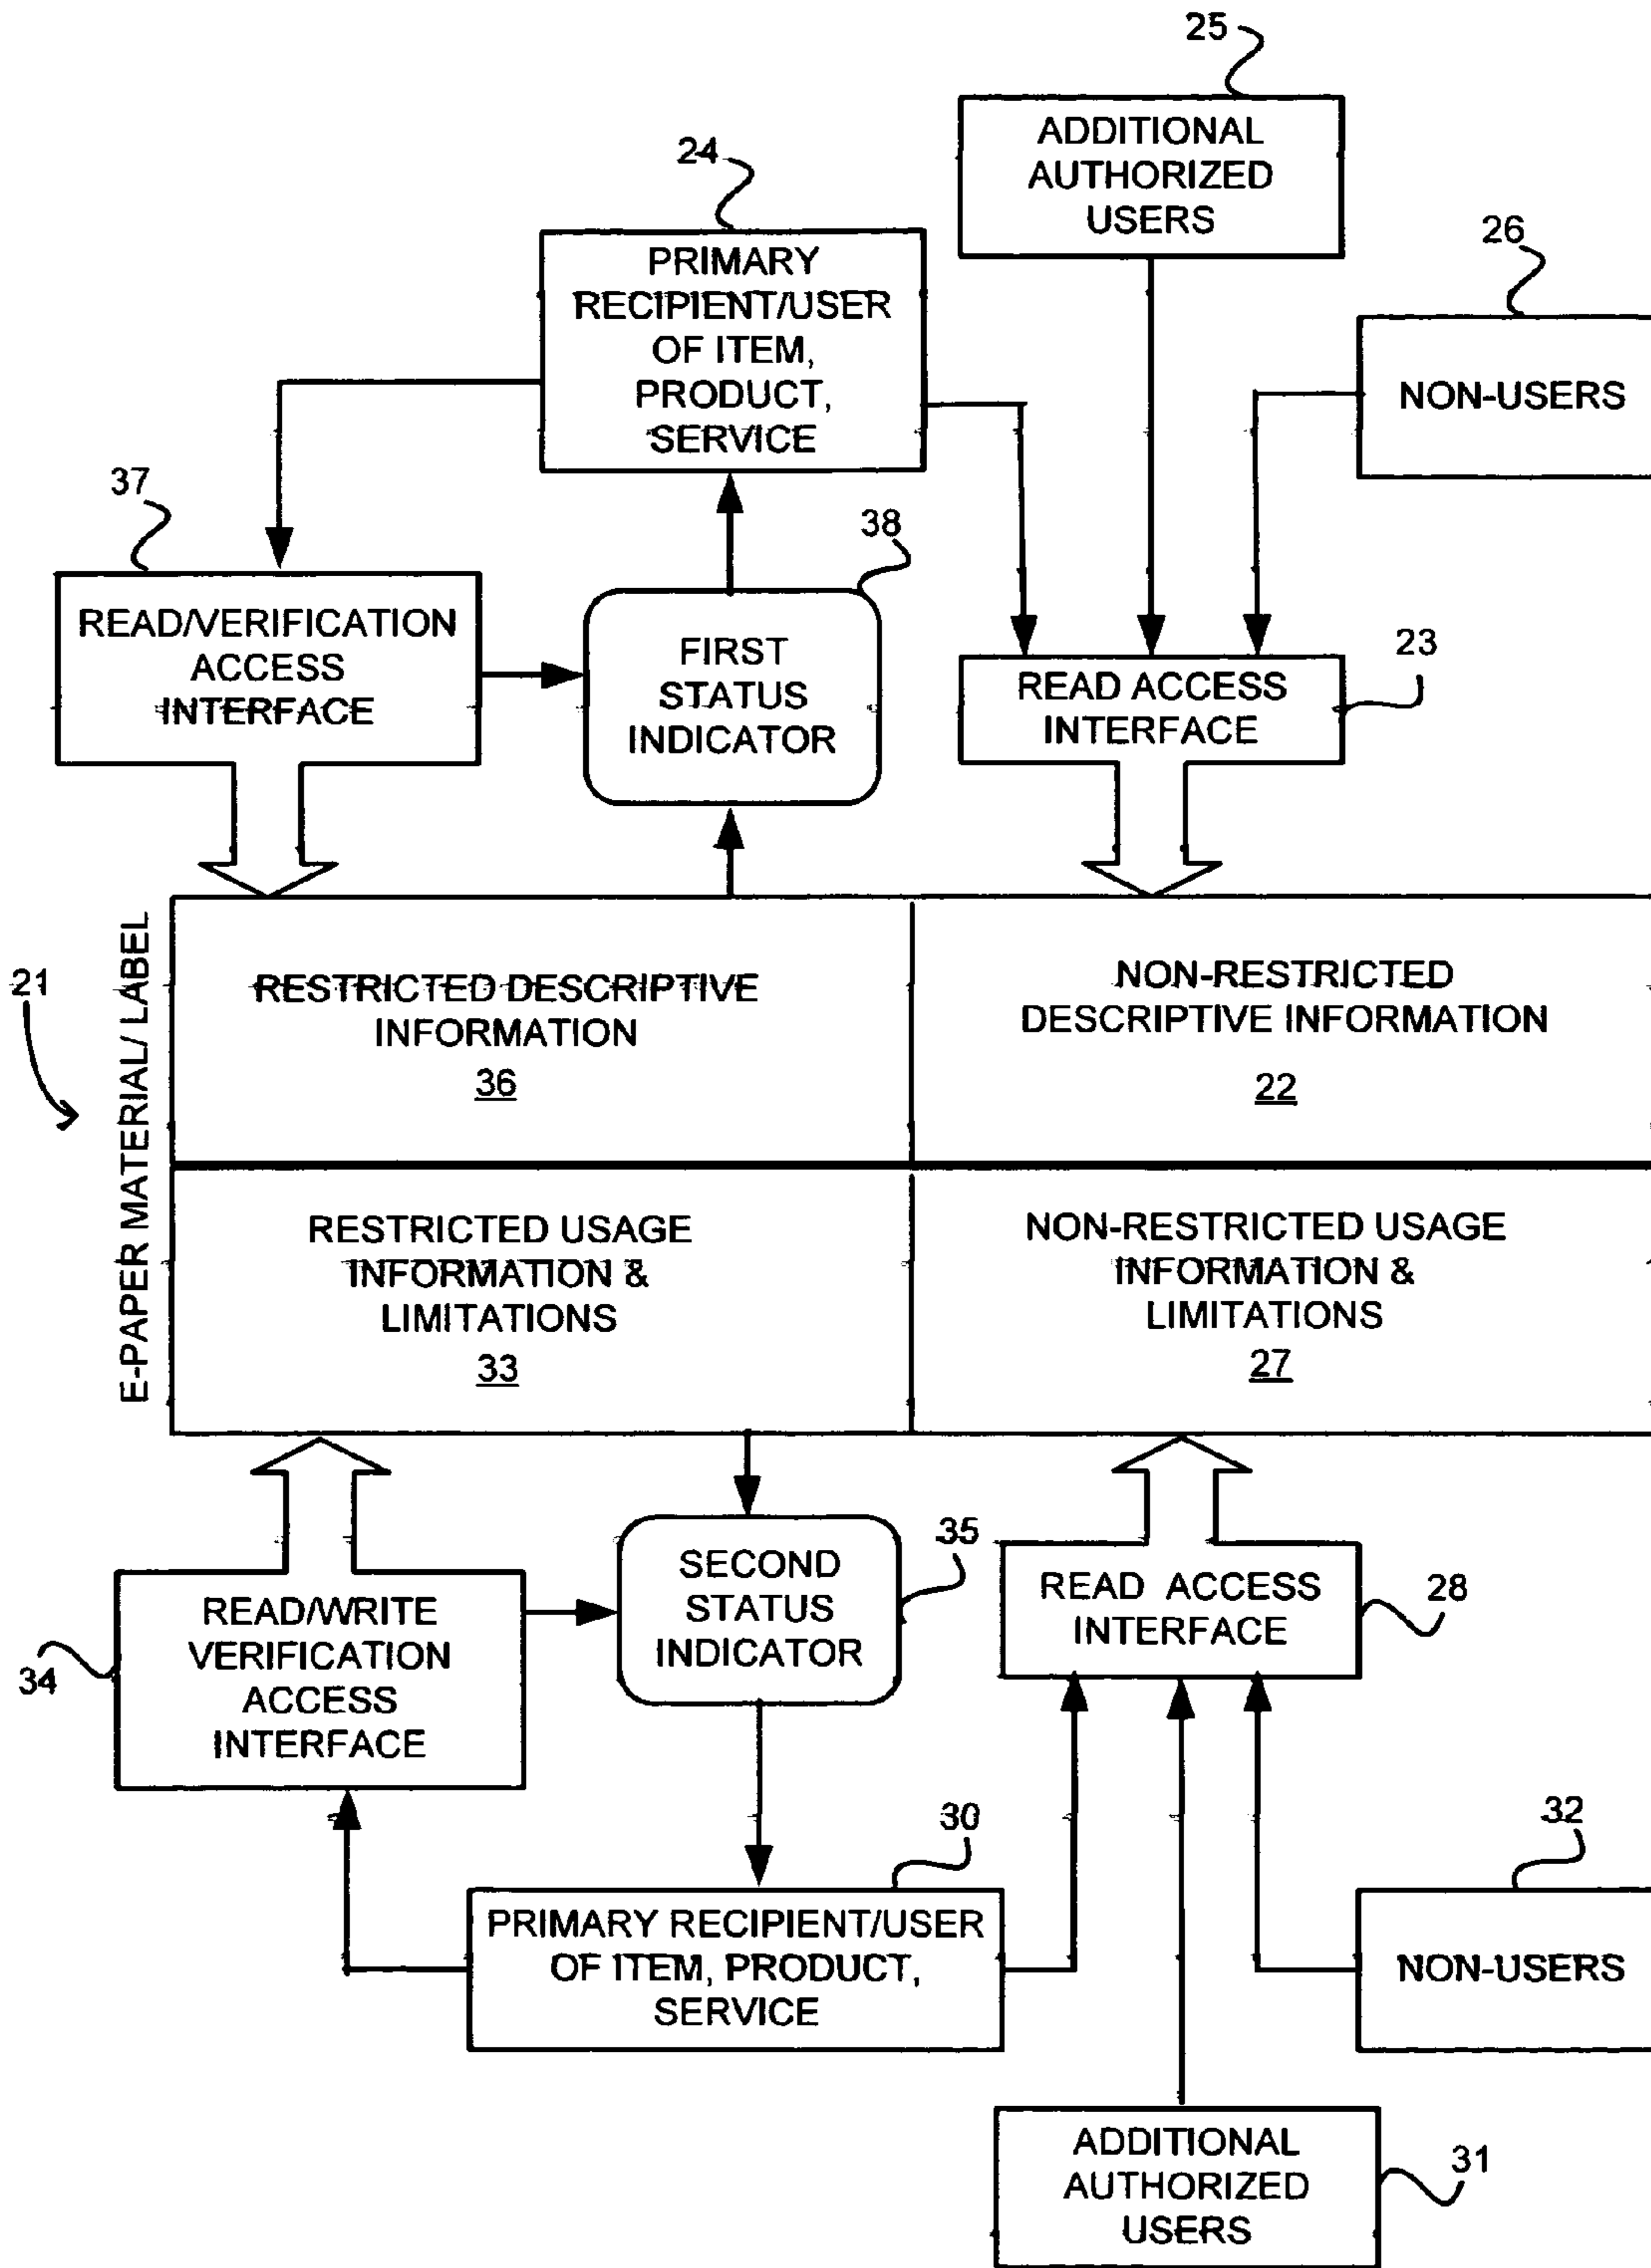 25
ADDITIONAL
AUTHORIZED
USERS
24
PRIMARY
RECIPIENT/USER
OF ITEM,
PRODUCT,
SERVICE
26
NON-USERS
37
READ/VERIFICATION
ACCESS
INTERFACE
38
FIRST
STATUS
INDICATOR
23
READ ACCESS
INTERFACE
21
E-PAPER MATERIAL/ LABEL
RESTRICTED DESCRIPTIVE
INFORMATION
36
NON-RESTRICTED
DESCRIPTIVE INFORMATION
22
RESTRICTED USAGE
INFORMATION &
LIMITATIONS
33
NON-RESTRICTED USAGE
INFORMATION &
LIMITATIONS
27
34
READ/WRITE
VERIFICATION
ACCESS
INTERFACE
35
SECOND
STATUS
INDICATOR
28
READ ACCESS
INTERFACE
30
PRIMARY RECIPIENT/USER
OF ITEM, PRODUCT,
SERVICE
32
NON-USERS
31
ADDITIONAL
AUTHORIZED
USERS